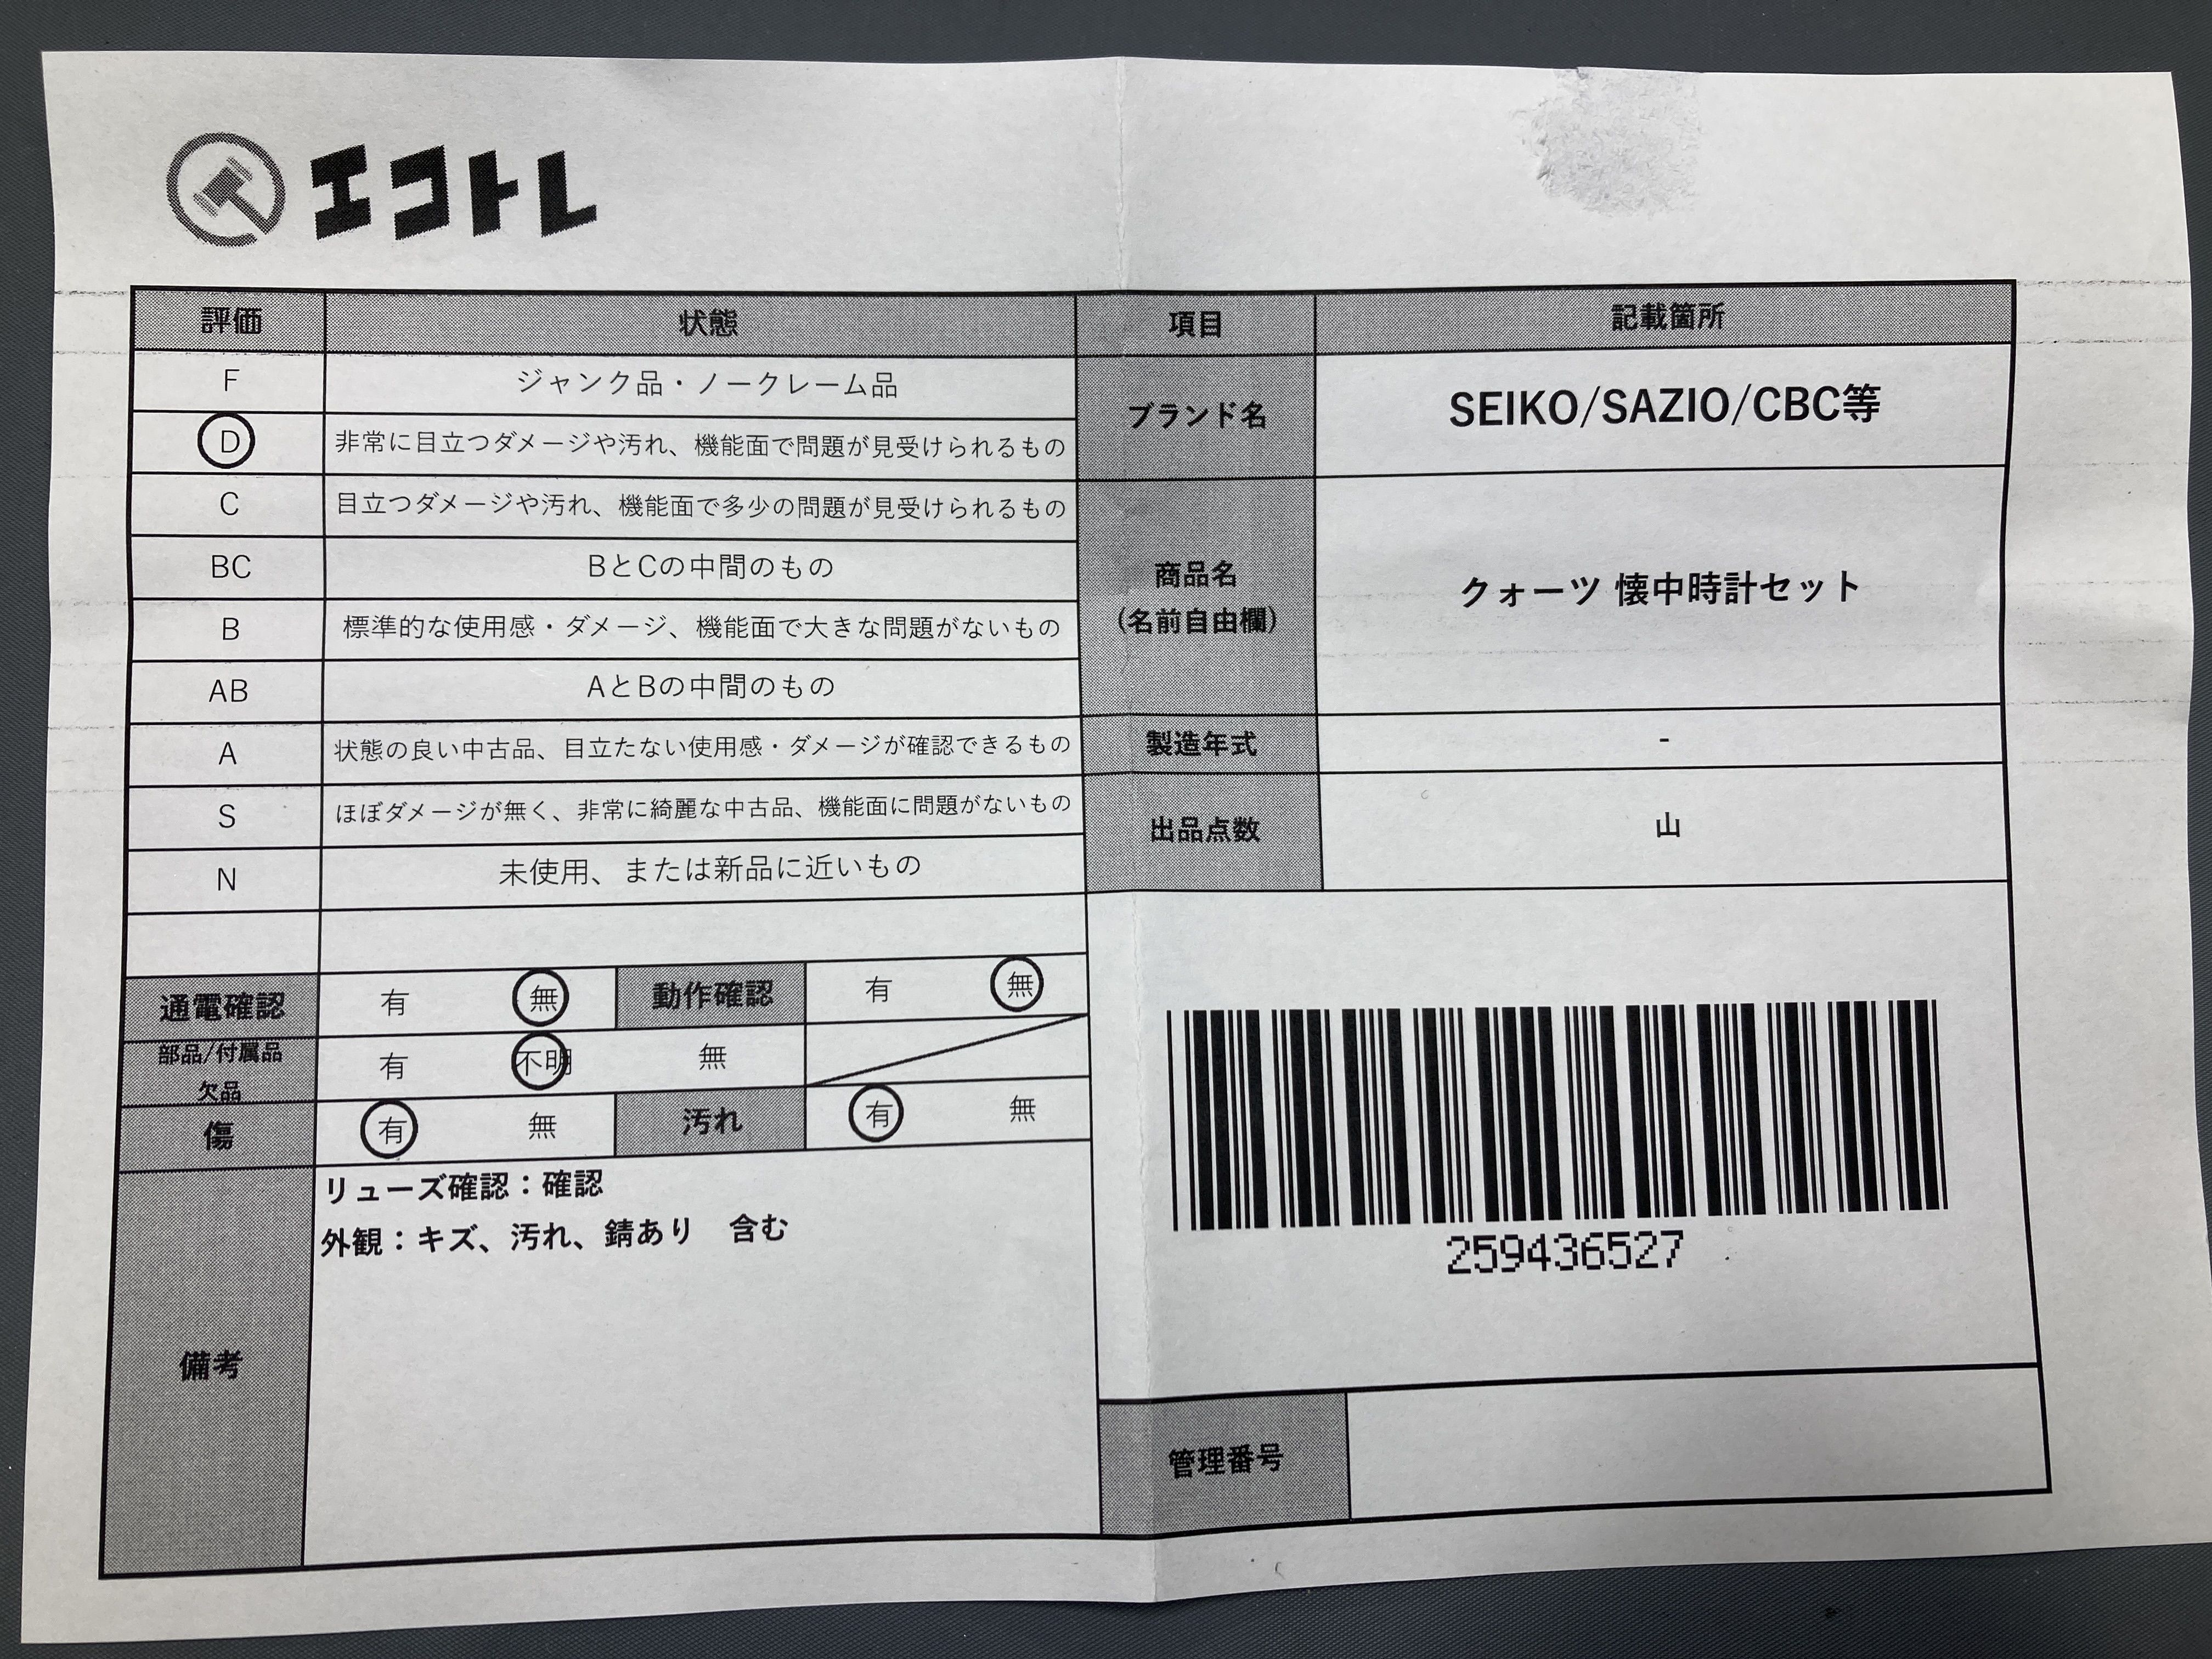 エコトレ
評価 状態 項目 記載箇所
F ジャンク品・ノークレーム品
D 非常に目立つダメージや汚れ、機能面で問題が見受けられるもの
ブランド名 SEIKO/SAZIO/CBC等
C 目立つダメージや汚れ、機能面で多少の問題が見受けられるもの
BC BとCの中間のもの
商品名
(名前自由欄)
クォーツ 懐中時計セット
B 標準的な使用感・ダメージ、機能面で大きな問題がないもの
AB AとBの中間のもの
A 状態の良い中古品、目立たない使用感・ダメージが確認できるもの
製造年式 -
S ほぼダメージが無く、非常に綺麗な中古品、機能面に問題がないもの
出品点数 山
N 未使用、または新品に近いもの
通電確認 有 無 動作確認 有 無
部品/付属品
欠品
有 不明 無
傷 有 無 汚れ 有 無
備考
リューズ確認：確認
外観：キズ、汚れ、錆あり　含む
259436527
管理番号